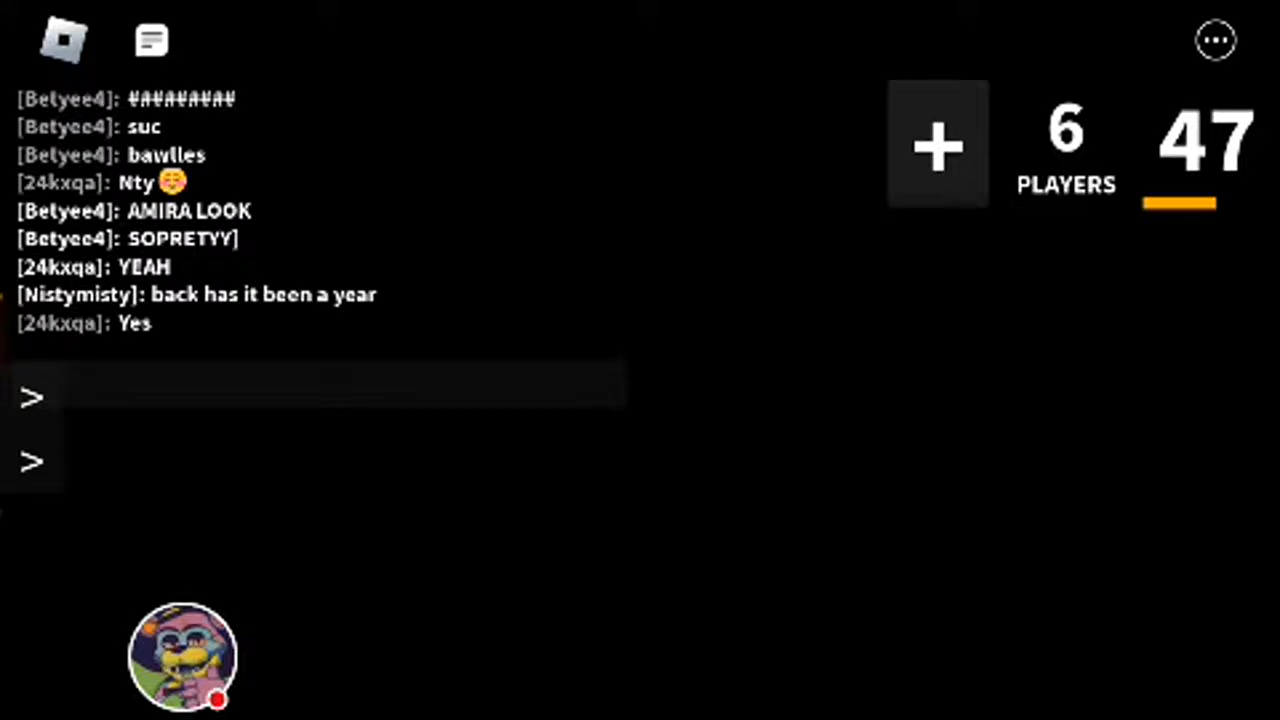 [Betyee4]: #########
[Betyee4]: suc
[Betyee4]: bawlles
[24kxqa]: Nty ☺️
[Betyee4]: AMIRA LOOK
[Betyee4]: SOPRETYY]
[24kxqa]: YEAH
[Nistymisty]: back has it been a year
[24kxqa]: Yes
>
>
+
6
PLAYERS
47